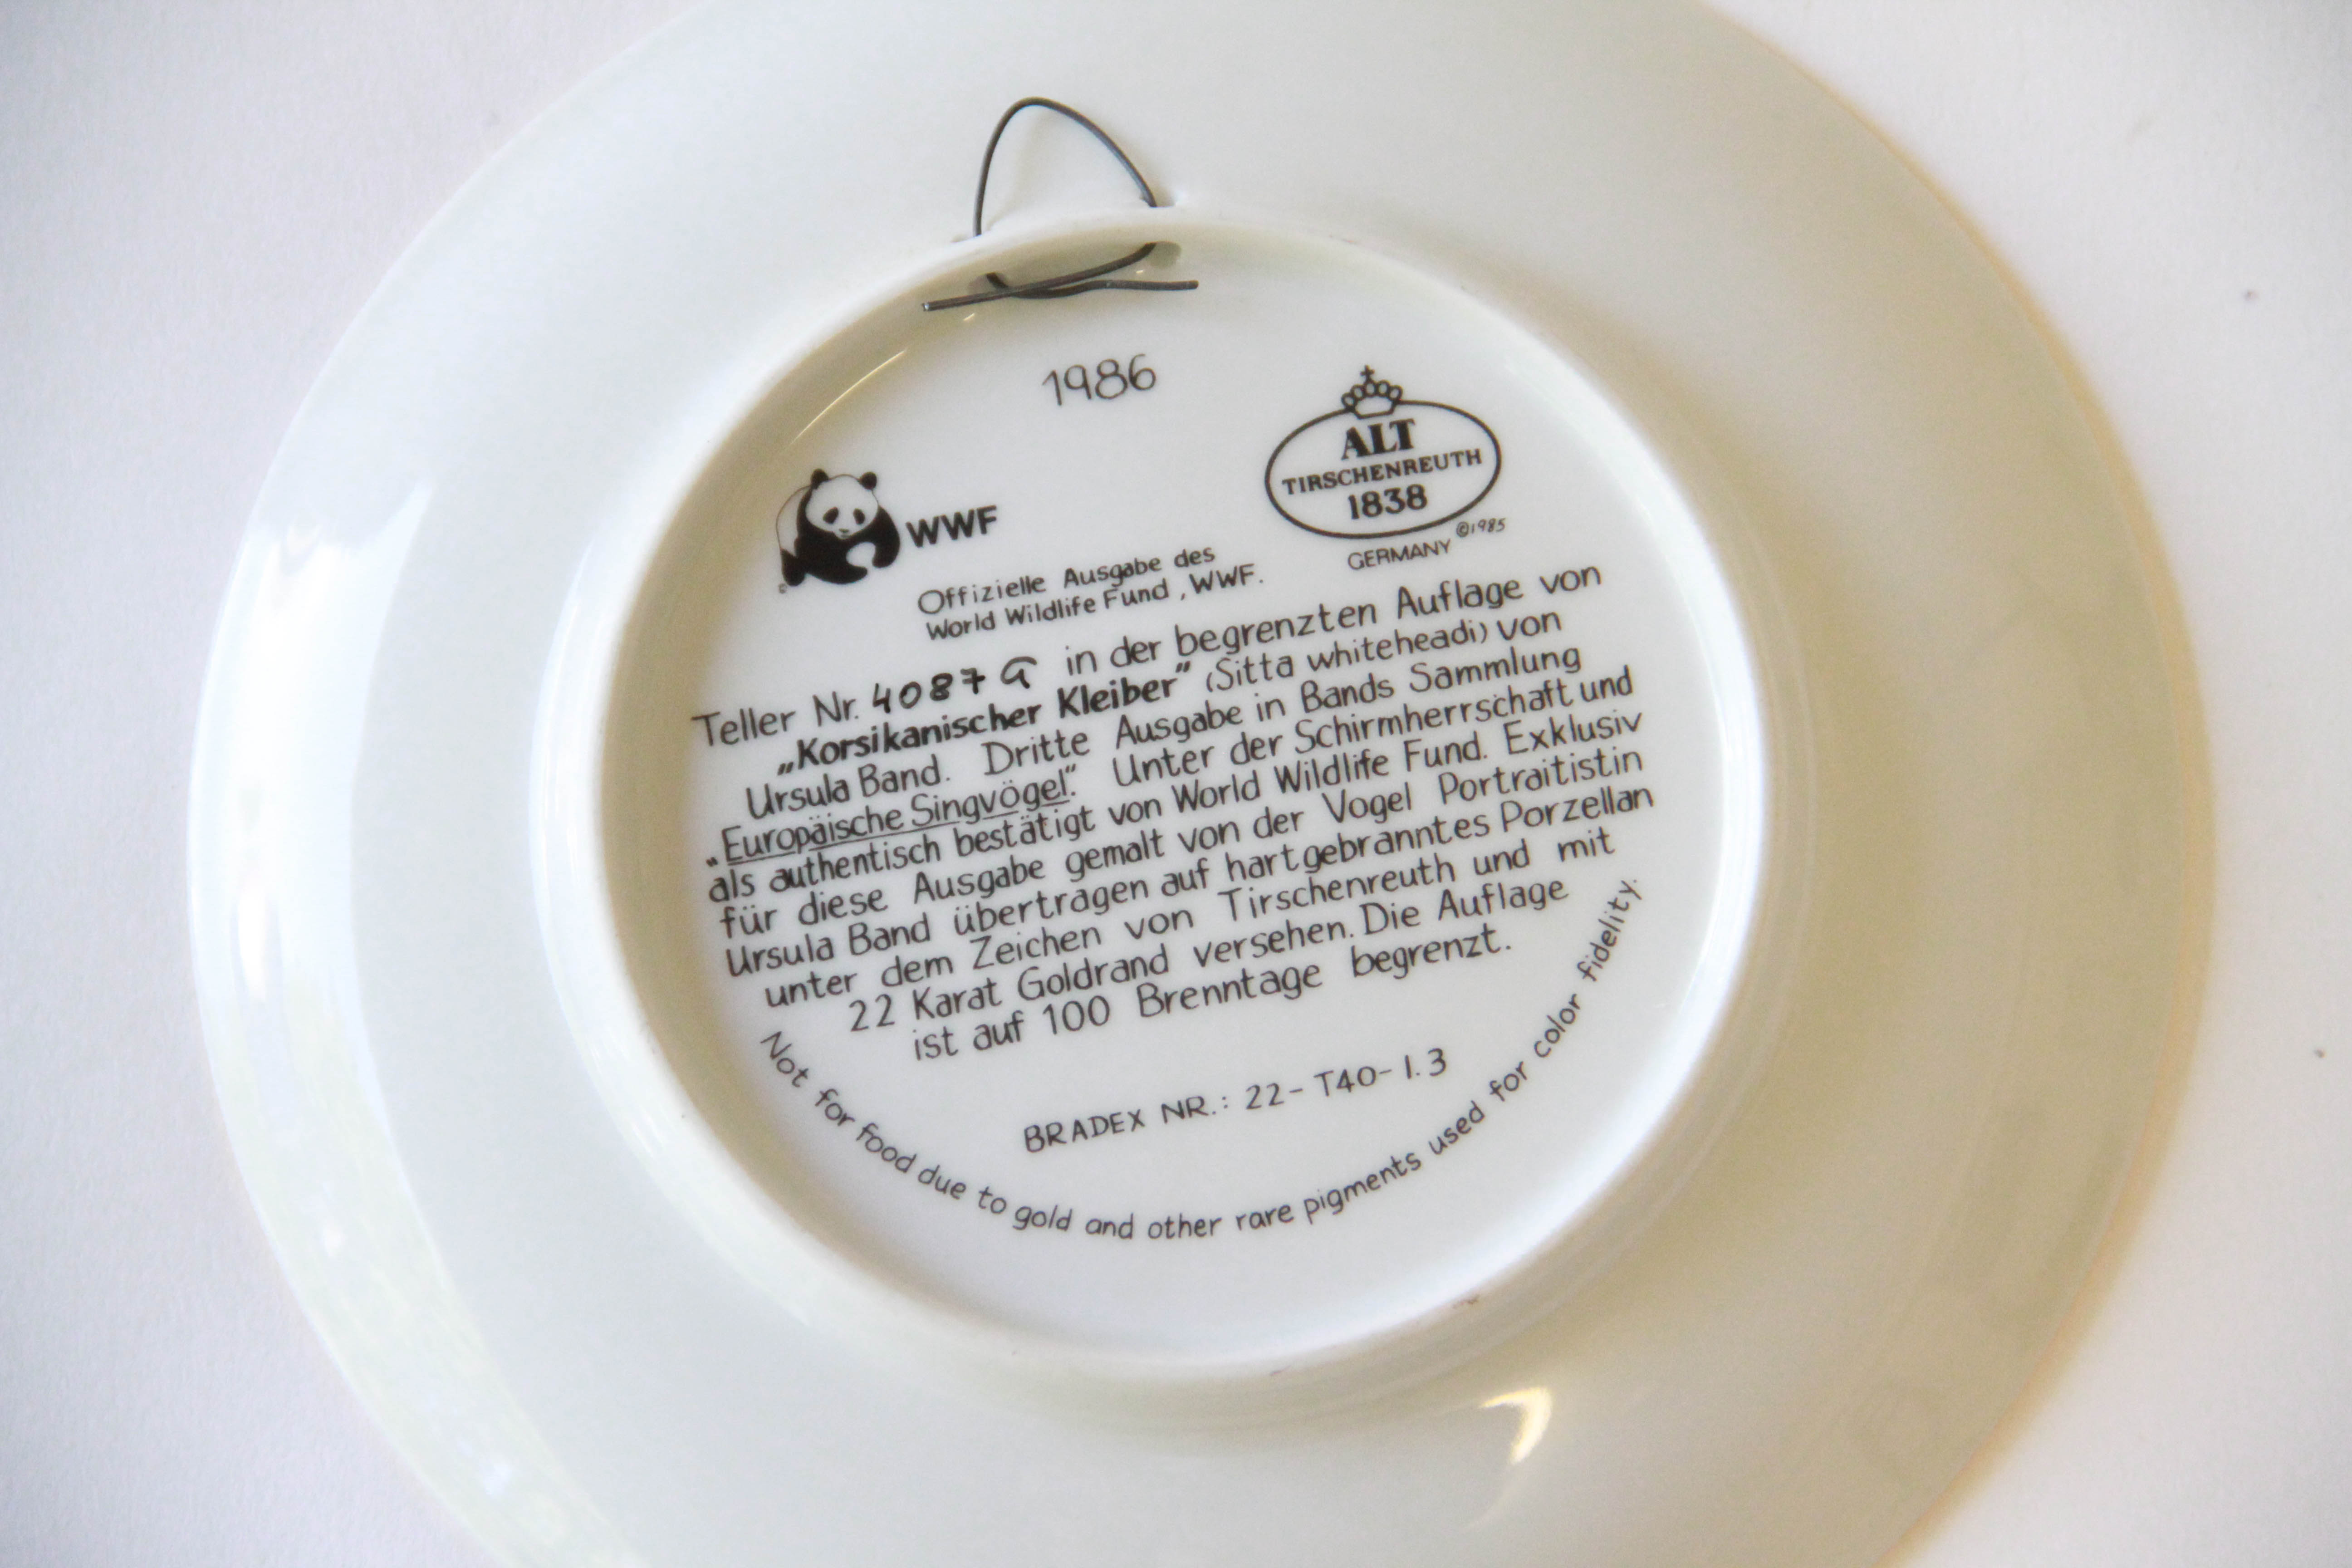 1986
WWF
ALT
TIRSCHENREUTH
1838
©1985
GERMANY
Offizielle Ausgabe des
World Wildlife Fund, WWF.
Teller Nr. 4087 G in der begrenzten Auflage von
„Korsikanischer Kleiber" (Sitta whiteheadi) von
Ursula Band. Dritte Ausgabe in Bands Sammlung
„Europäische Singvögel". Unter der Schirmherrschaft und
als authentisch bestätigt von World Wildlife Fund. Exklusiv
für diese Ausgabe gemalt von der Vogel Portraitistin
Ursula Band übertragen auf hartgebranntes Porzellan
unter dem Zeichen von Tirschenreuth und mit
22 Karat Goldrand versehen. Die Auflage
ist auf 100 Brenntage begrenzt.
BRADEX NR.: 22-T40-1.3
Not for food due to gold and other rare pigments used for color fidelity.